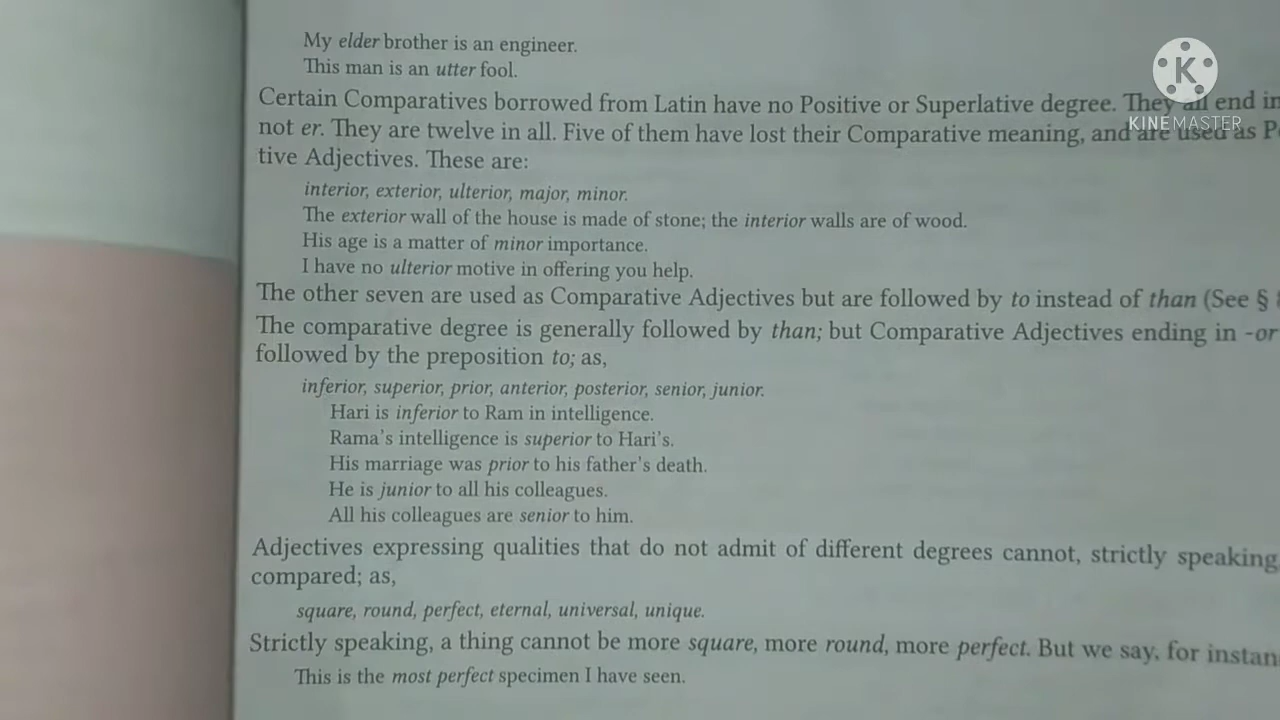 My elder brother is an engineer.
This man is an utter fool.
Certain Comparatives borrowed from Latin have no Positive or Superlative degree. They all end in
not er. They are twelve in all. Five of them have lost their Comparative meaning, and are used as P
tive Adjectives. These are:
interior, exterior, ulterior, major, minor.
The exterior wall of the house is made of stone; the interior walls are of wood.
His age is a matter of minor importance.
I have no ulterior motive in offering you help.
The other seven are used as Comparative Adjectives but are followed by to instead of than (See §
The comparative degree is generally followed by than; but Comparative Adjectives ending in -or
followed by the preposition to; as,
inferior, superior, prior, anterior, posterior, senior, junior.
Hari is inferior to Ram in intelligence.
Rama's intelligence is superior to Hari's.
His marriage was prior to his father's death.
He is junior to all his colleagues.
All his colleagues are senior to him.
Adjectives expressing qualities that do not admit of different degrees cannot, strictly speaking
compared; as,
square, round, perfect, eternal, universal, unique.
Strictly speaking, a thing cannot be more square, more round, more perfect. But we say, for instan
This is the most perfect specimen I have seen.
K
KINEMASTER